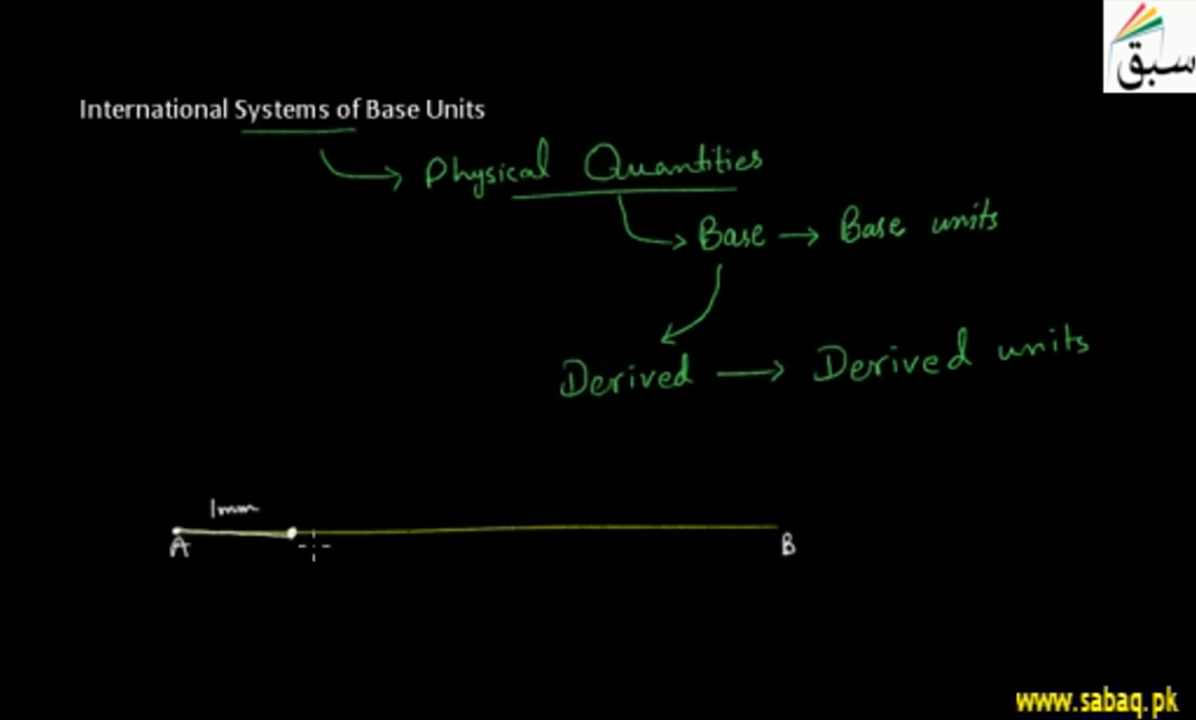 سبق
International Systems of Base Units
Physical Quantities
Base → Base units
Derived → Derived units
1mm
A
B
www.sabaq.pk